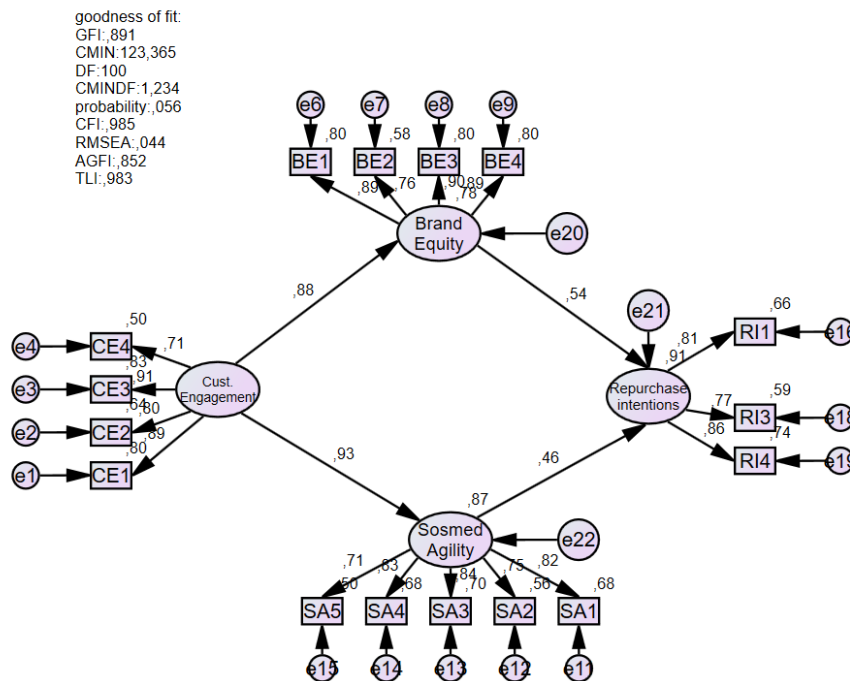 goodness of fit:
GFI:,891
CMIN:123,365
DF:100
CMINDF:1,234
probability:,056
CFI:,985
RMSEA:,044
AGFI:,852
TLI:,983
e6 e7 e8 e9
,80 ,58 ,80 ,80
BE1 BE2 BE3 BE4
,89 ,76 ,90 ,89
,78
Brand
Equity
e20
,88
,54
e21
,50
e4 CE4 ,71
,83
e3 CE3 ,91
,64
e2 CE2 ,80
,80
e1 CE1 ,89
Cust.
Engagement
,66
,81 RI1 e16
,91
Repurchase
intentions
,59
,77 RI3 e18
,74
,86 RI4 e19
,93
,46
,87
Sosmed
Agility
e22
,71 ,83 ,84 ,75 ,82
,50 ,68 ,70 ,56 ,68
SA5 SA4 SA3 SA2 SA1
e15 e14 e13 e12 e11